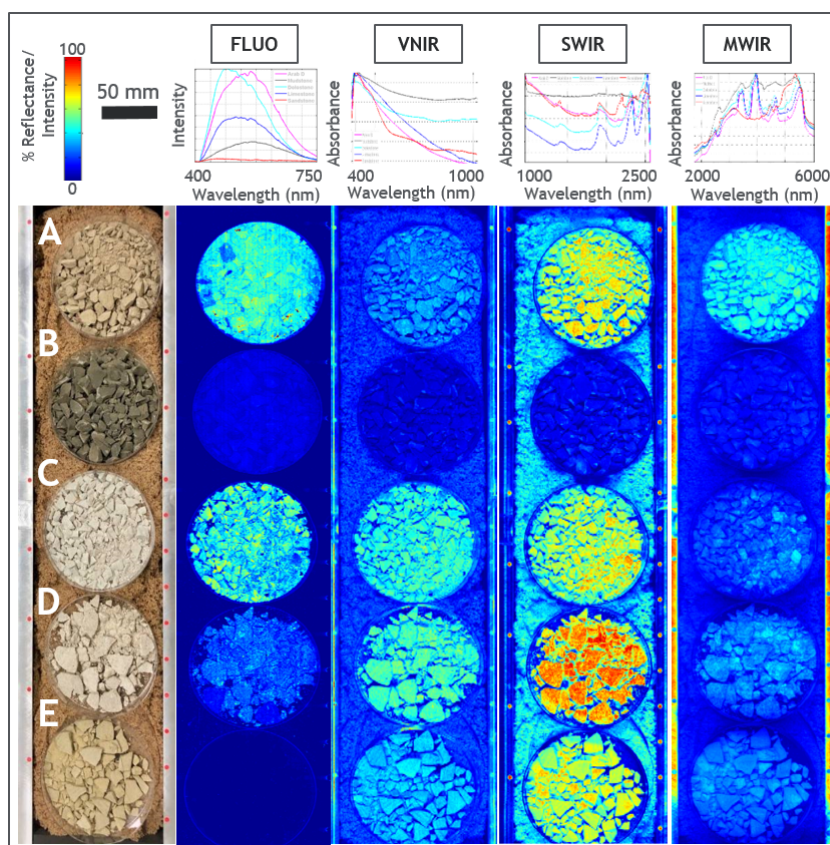 100
% Reflectance/
Intensity
0
50 mm
FLUO
VNIR
SWIR
MWIR
Intensity
400
750
Wavelength (nm)
Absorbance
400
1000
Wavelength (nm)
Absorbance
1000
2500
Wavelength (nm)
Absorbance
2000
6000
Wavelength (nm)
A
B
C
D
E